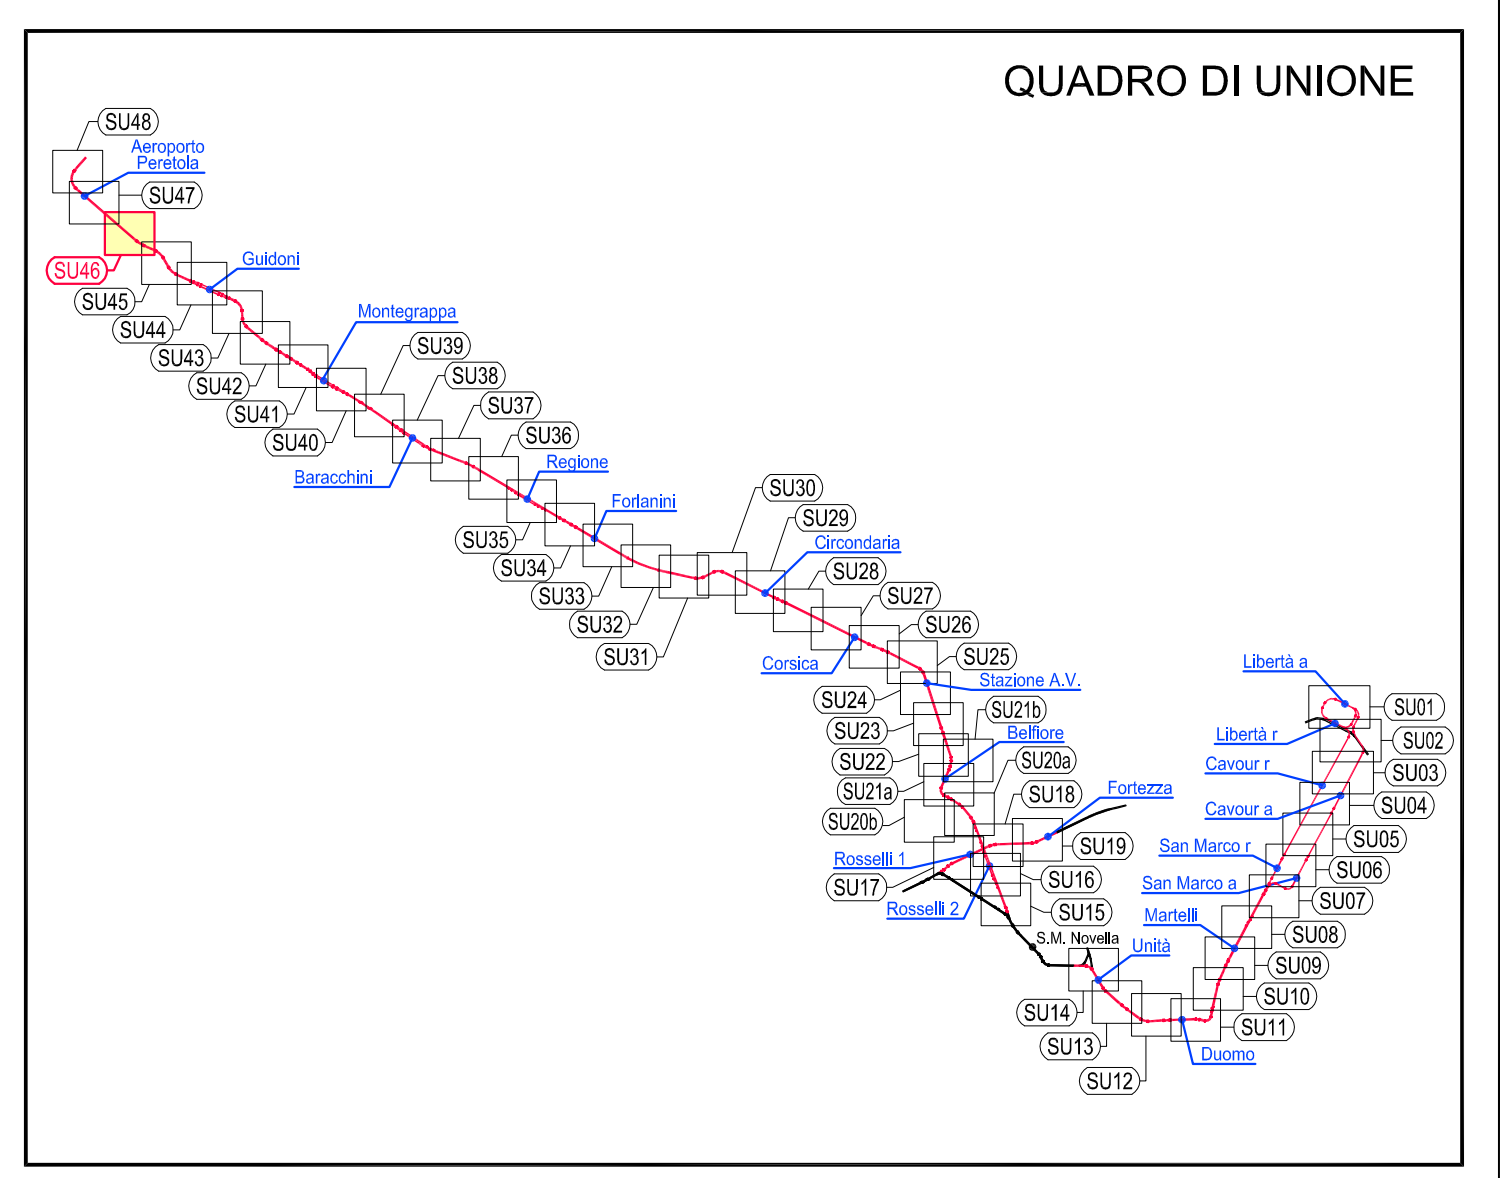 QUADRO DI UNIONE
SU48
Aeroporto
Peretola
SU47
SU46
Guidoni
SU45
SU44
Montegrappa
SU43
SU39
SU42
SU38
SU41
SU37
SU40
SU36
Baracchini
Regione
Forlanini
SU30
SU35
SU29
SU34
Circondaria
SU33
SU28
SU32
SU27
SU31
SU26
Corsica
SU25
Stazione A.V.
SU24
SU21b
SU23
Belfiore
SU22
SU20a
SU21a
SU18
Fortezza
SU20b
SU19
Rosselli 1
SU17
SU16
Rosselli 2
SU15
S.M. Novella
Unità
SU14
SU13
SU12
Duomo
SU11
SU10
SU09
Martelli
SU08
SU07
San Marco a
SU06
San Marco r
SU05
Cavour a
SU04
Cavour r
SU03
Libertà r
SU02
SU01
Libertà a